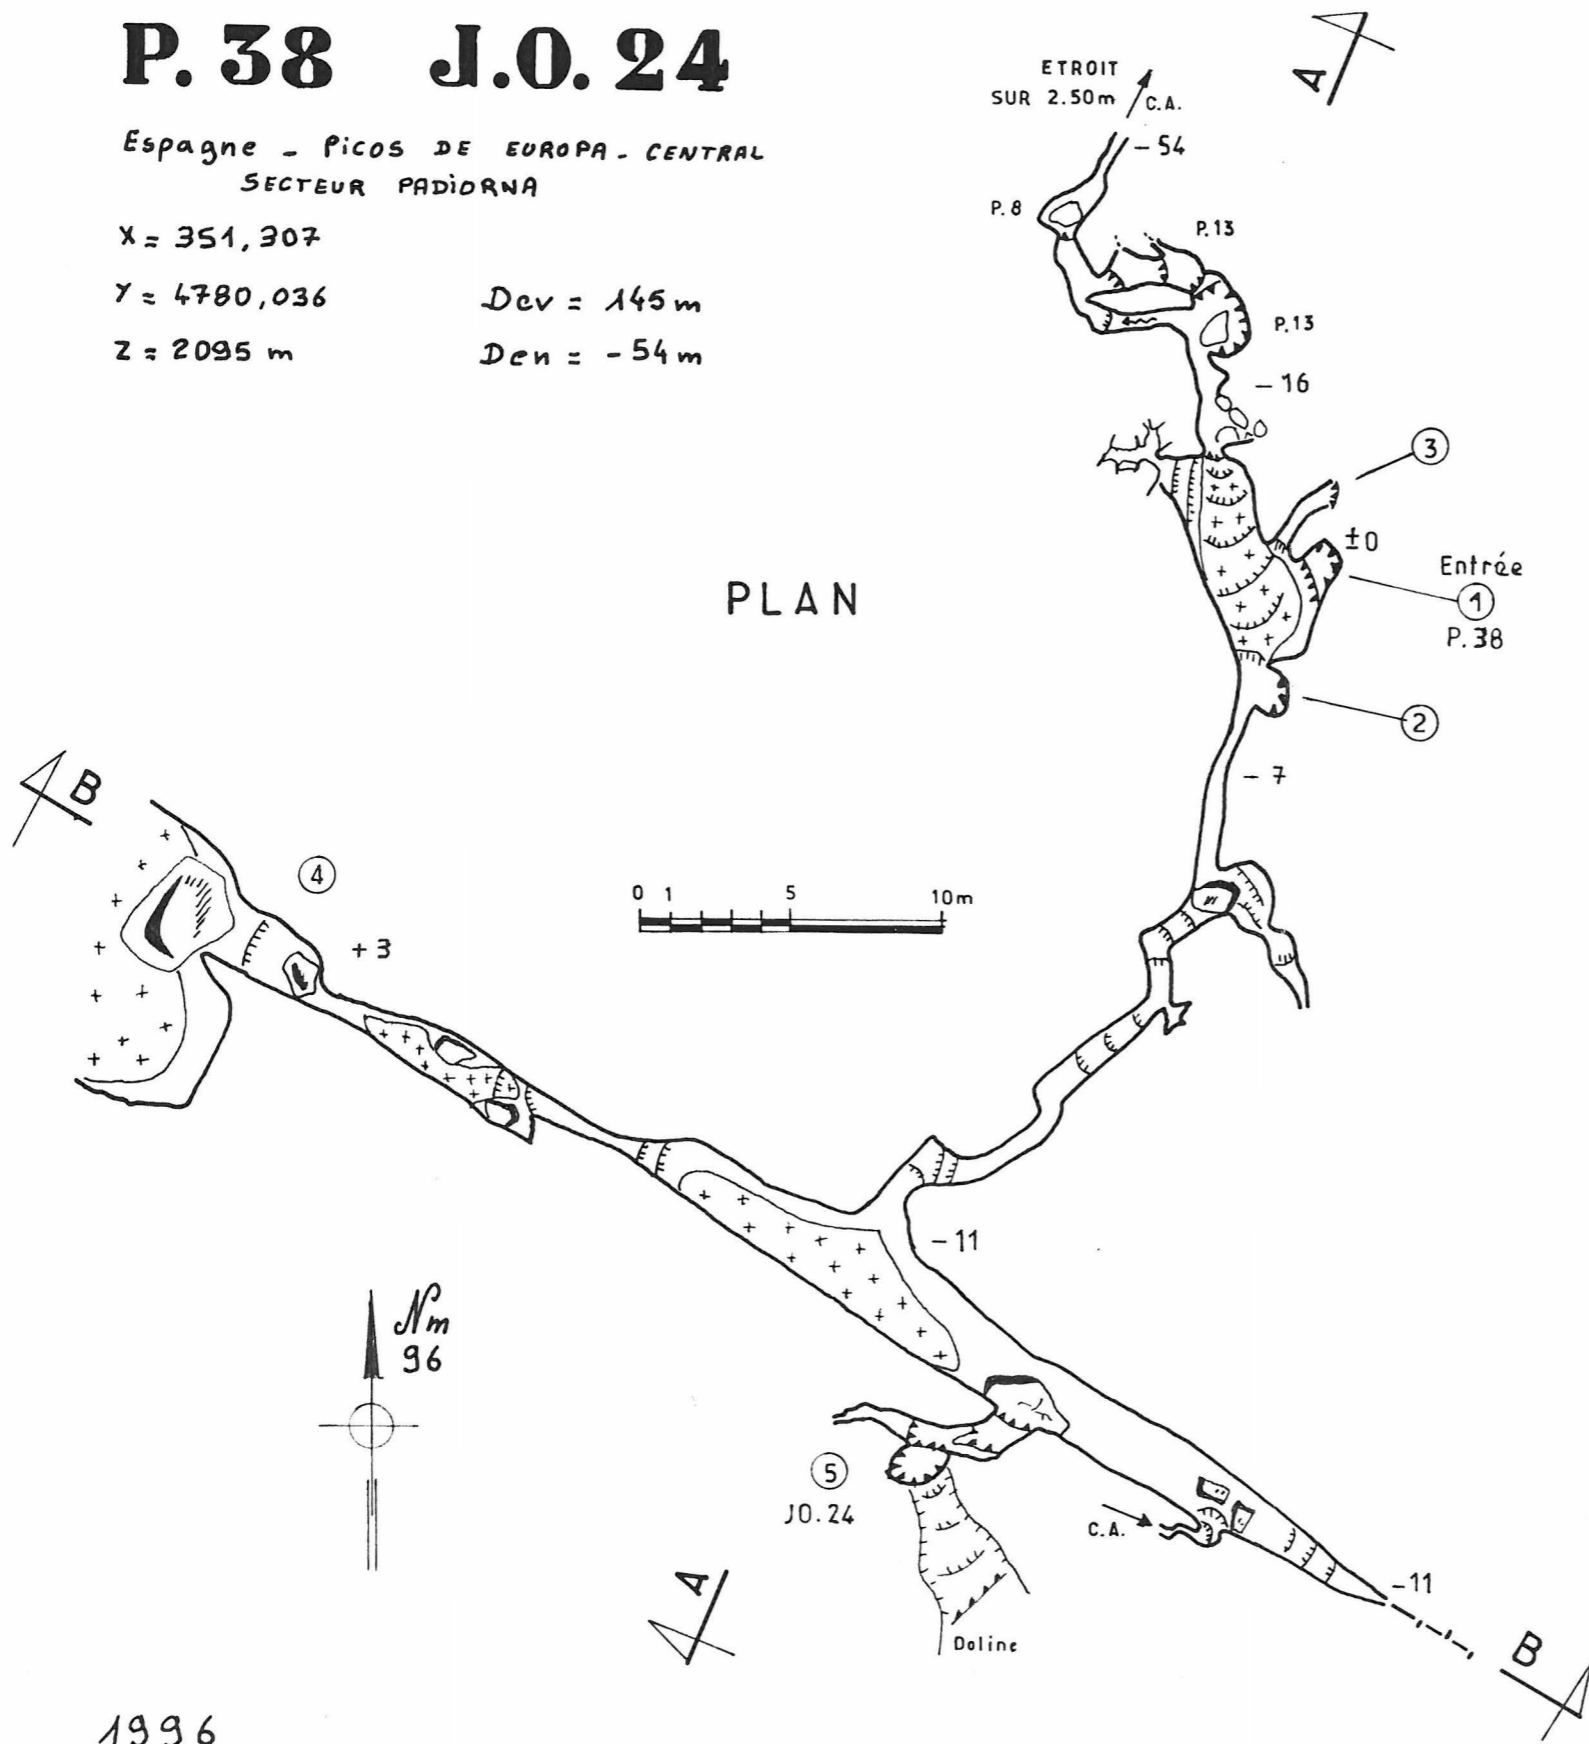 P. 38 J.O. 24
Espagne - Picos DE EUROPA - CENTRAL
SECTEUR PADIORNA
X = 351,307
Y = 4780,036
Z = 2095 m
Dev = 145 m
Den = -54 m
ETROIT
SUR 2.50m
C.A.
- 54
A
P. 8
P. 13
P. 13
- 16
3
±0
Entrée
1
P. 38
PLAN
2
- 7
B
4
+ 3
0 1 5 10m
- 11
Nm
96
5
JO. 24
C.A.
- 11
A
Doline
B
1996